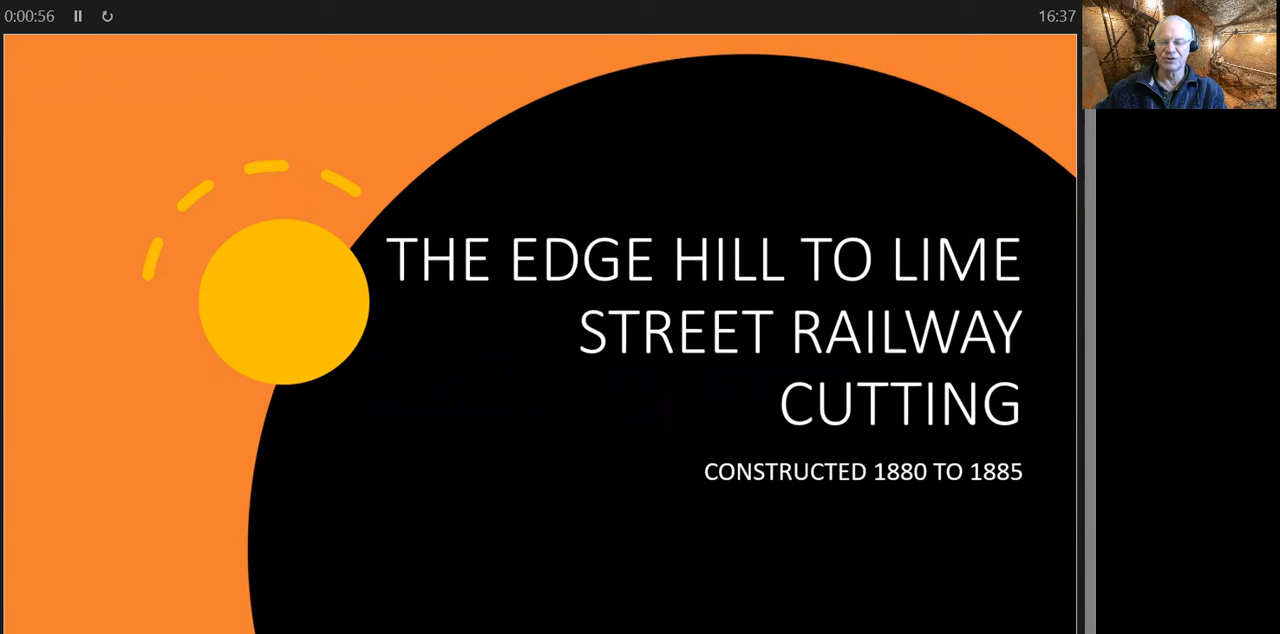 0:00:56
16:37
THE EDGE HILL TO LIME
STREET RAILWAY
CUTTING
CONSTRUCTED 1880 TO 1885